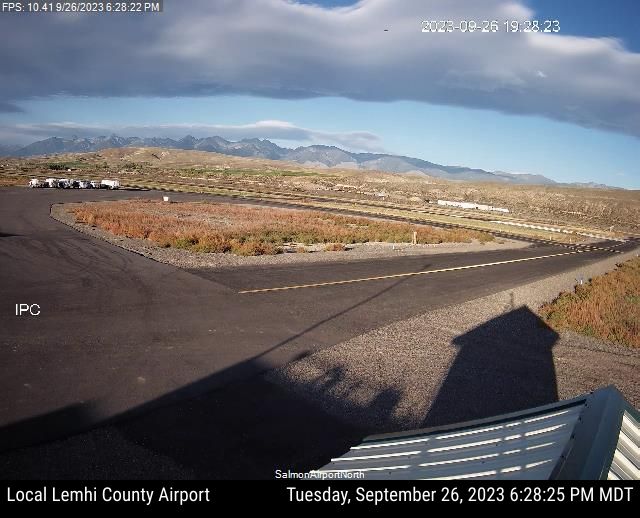 FPS: 10.41 9/26/2023 6:28:22 PM
2023-09-26 19:28:23
IPC
SalmonAirportNorth
Local Lemhi County Airport
Tuesday, September 26, 2023 6:28:25 PM MDT